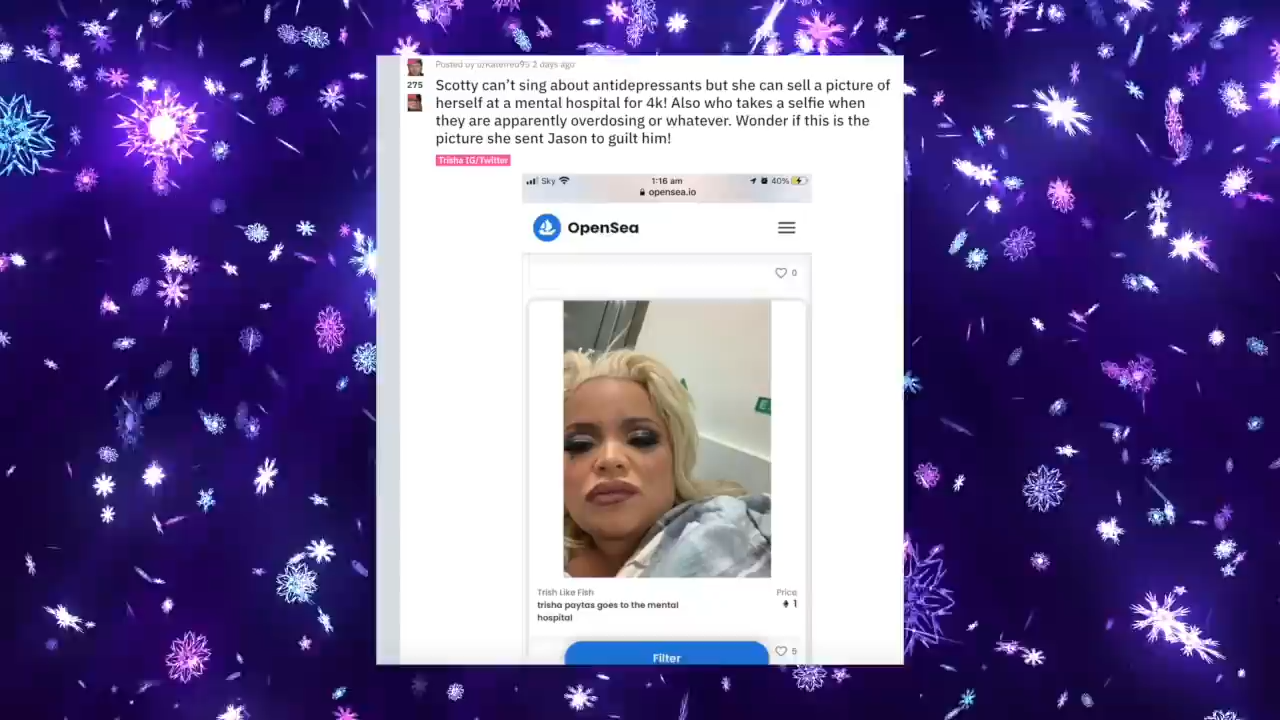 Posted by
2 days ago
275
Scotty can't sing about antidepressants but she can sell a picture of
herself at a mental hospital for 4k! Also who takes a selfie when
they are apparently overdosing or whatever. Wonder if this is the
picture she sent Jason to guilt him!
Trisha IG/Twitter
Sky
1:16 am
40%
opensea.io
OpenSea
0
Trish Like Fish
Price
trisha paytas goes to the mental
1
hospital
5
Filter